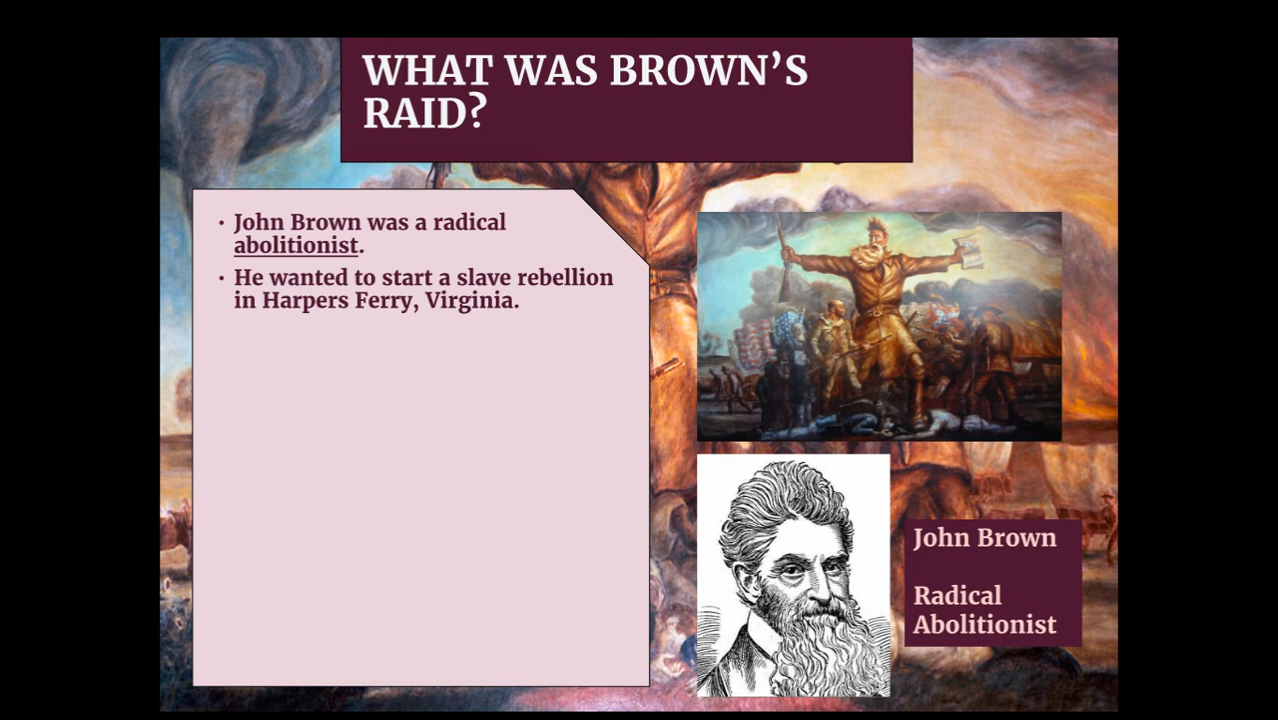 WHAT WAS BROWN'S
RAID?
• John Brown was a radical
abolitionist.
• He wanted to start a slave rebellion
in Harpers Ferry, Virginia.
John Brown
Radical
Abolitionist